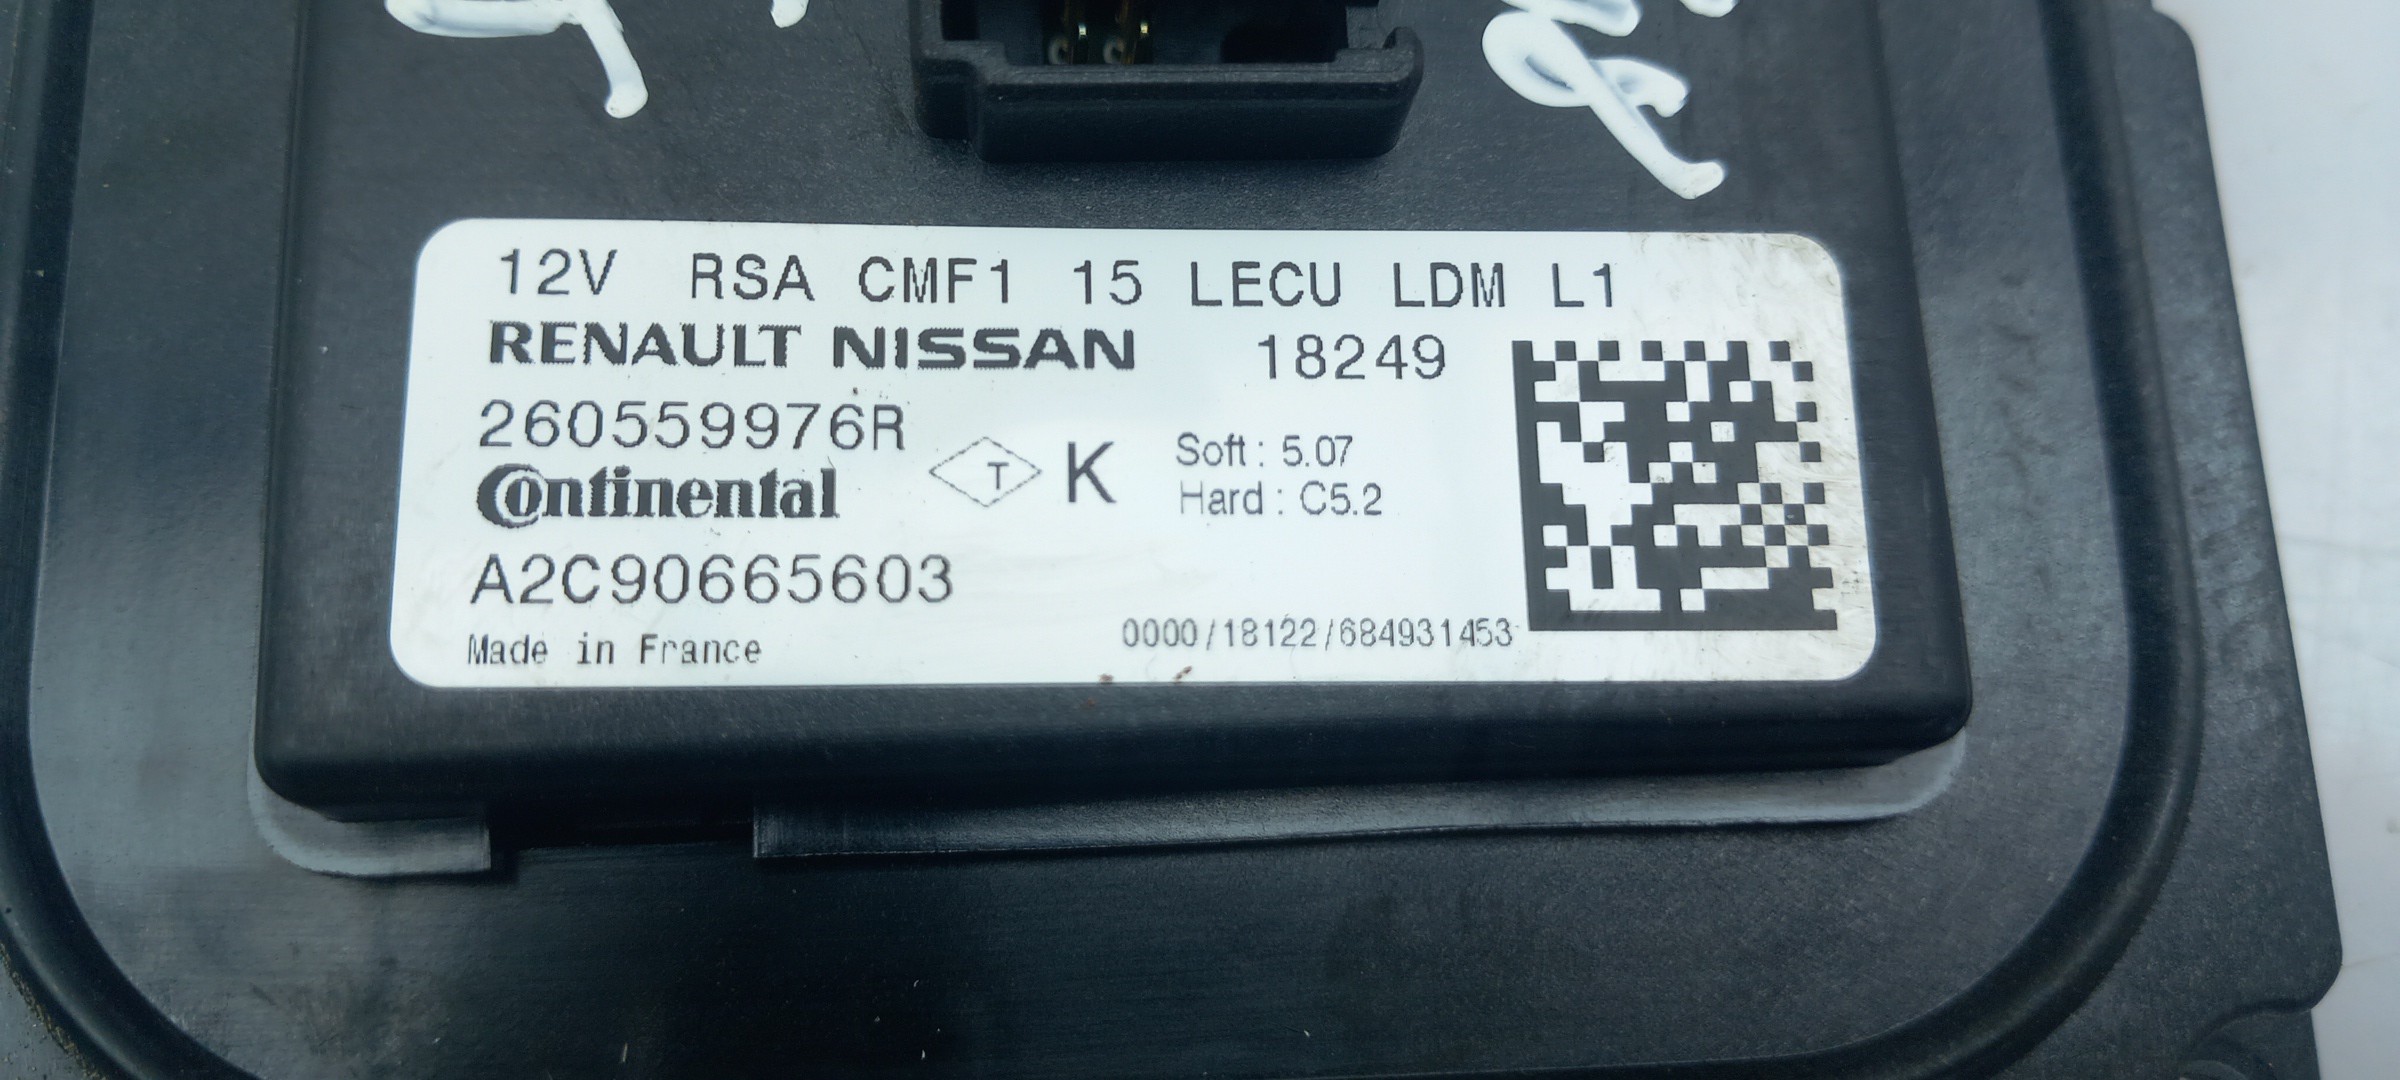 12V RSA CMF1 15 LECU LDM L1
RENAULT NISSAN 18249
260559976R
Continental T K Soft : 5.07
Hard : C5.2
A2C90665603
Made in France 0000/18122/684931453